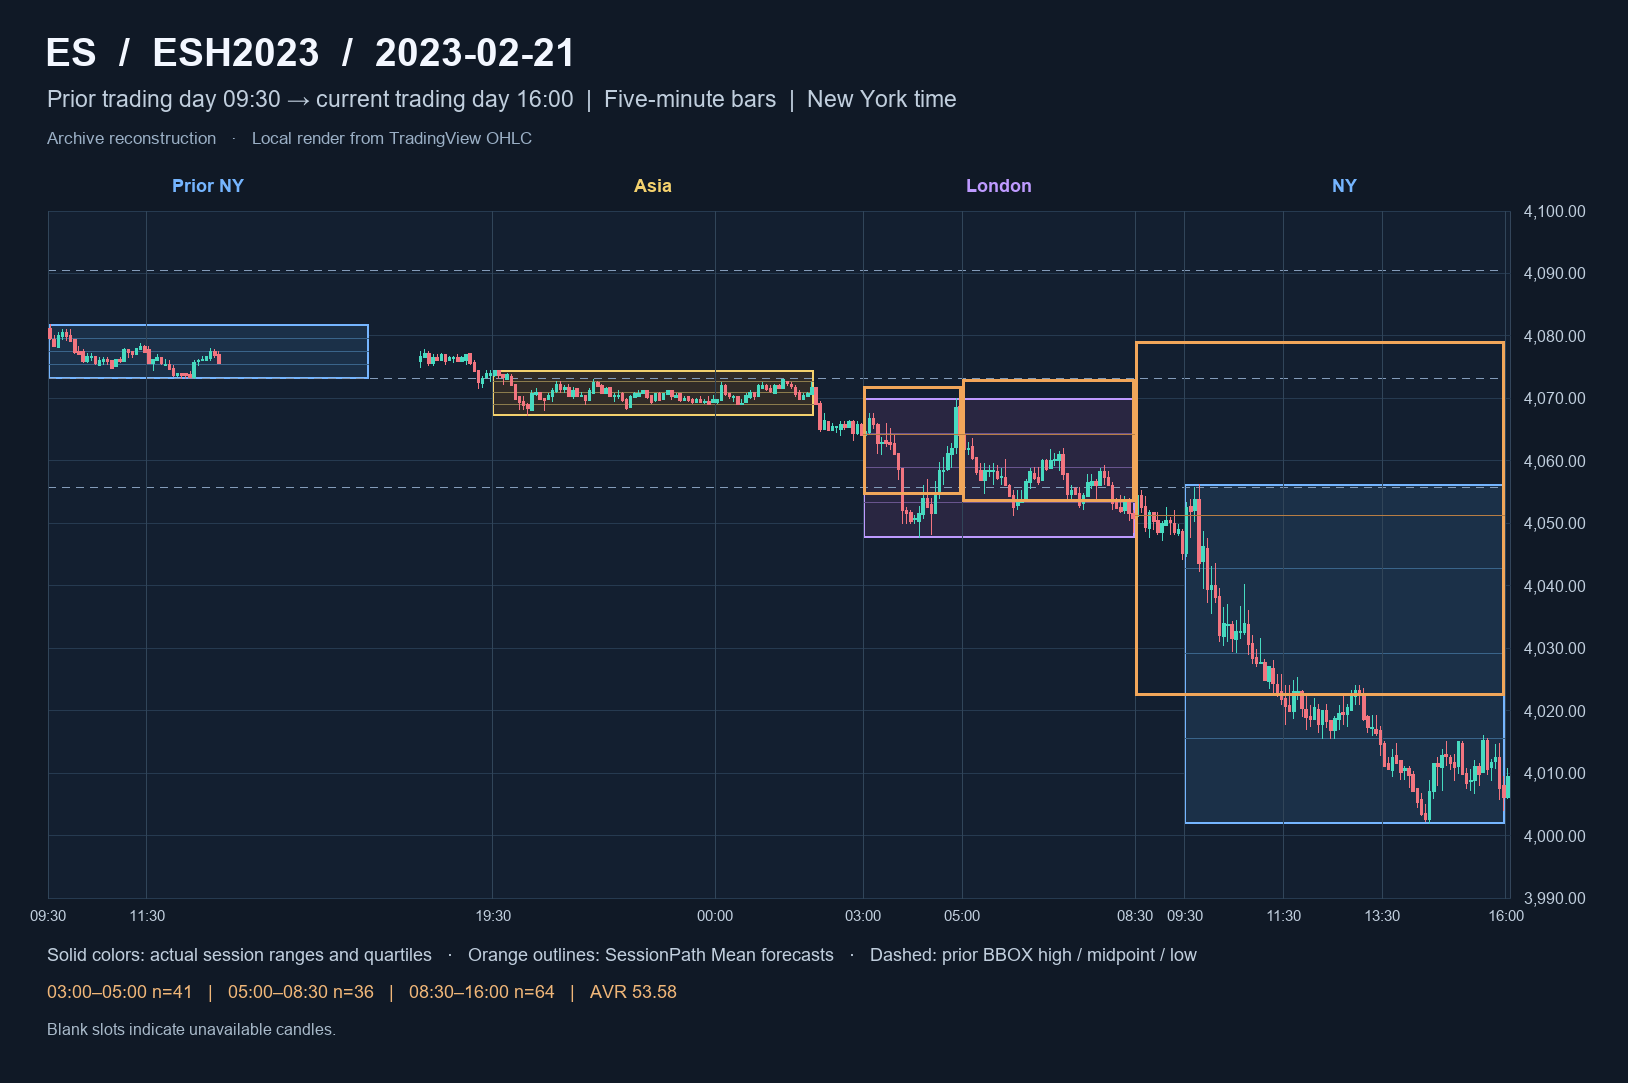 ES / ESH2023 / 2023-02-21
Prior trading day 09:30 → current trading day 16:00 | Five-minute bars | New York time
Archive reconstruction · Local render from TradingView OHLC
Prior NY Asia London NY
4,100.00
4,090.00
4,080.00
4,070.00
4,060.00
4,050.00
4,040.00
4,030.00
4,020.00
4,010.00
4,000.00
3,990.00
09:30 11:30 19:30 00:00 03:00 05:00 08:30 09:30 11:30 13:30 16:00
Solid colors: actual session ranges and quartiles · Orange outlines: SessionPath Mean forecasts · Dashed: prior BBOX high / midpoint / low
03:00–05:00 n=41 | 05:00–08:30 n=36 | 08:30–16:00 n=64 | AVR 53.58
Blank slots indicate unavailable candles.